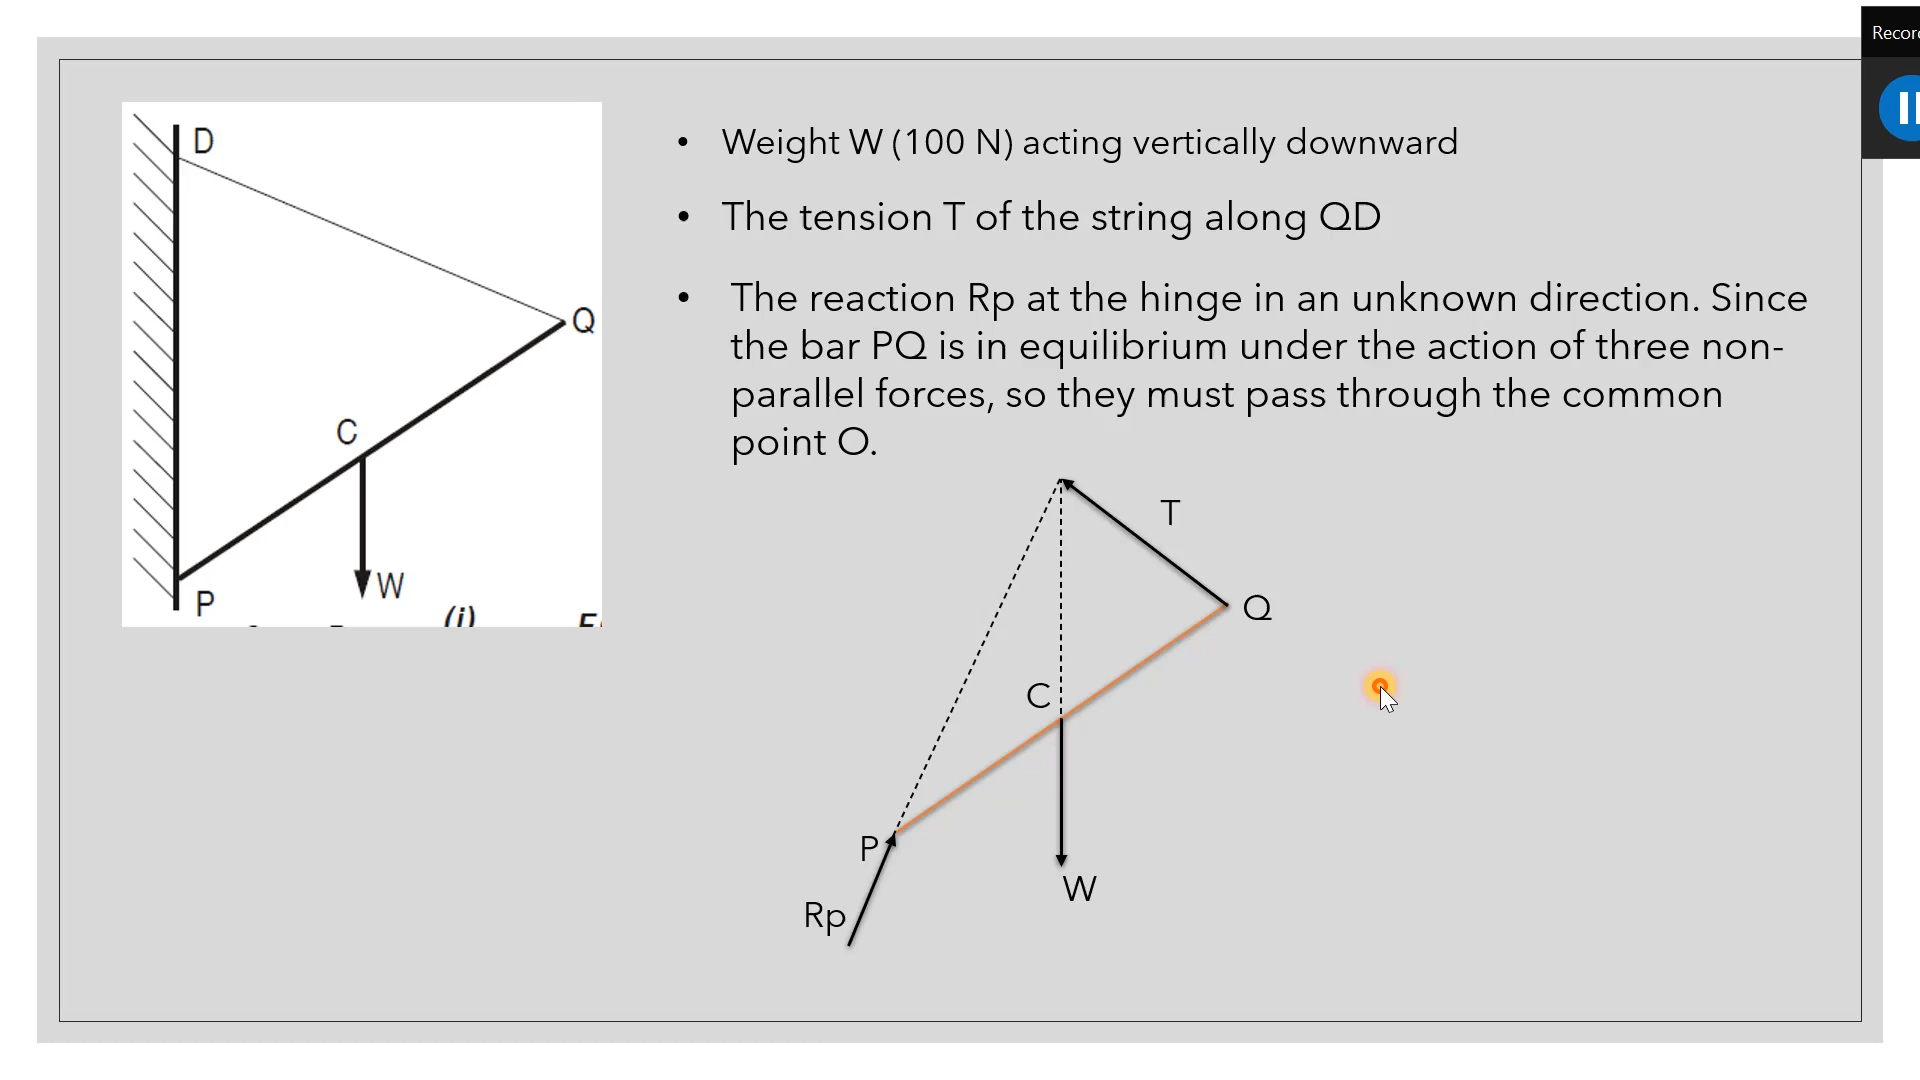 Recor
D
Q
C
W
P
(i)
• Weight W (100 N) acting vertically downward
• The tension T of the string along QD
• The reaction Rp at the hinge in an unknown direction. Since
the bar PQ is in equilibrium under the action of three non-
parallel forces, so they must pass through the common
point O.
T
Q
C
P
W
Rp